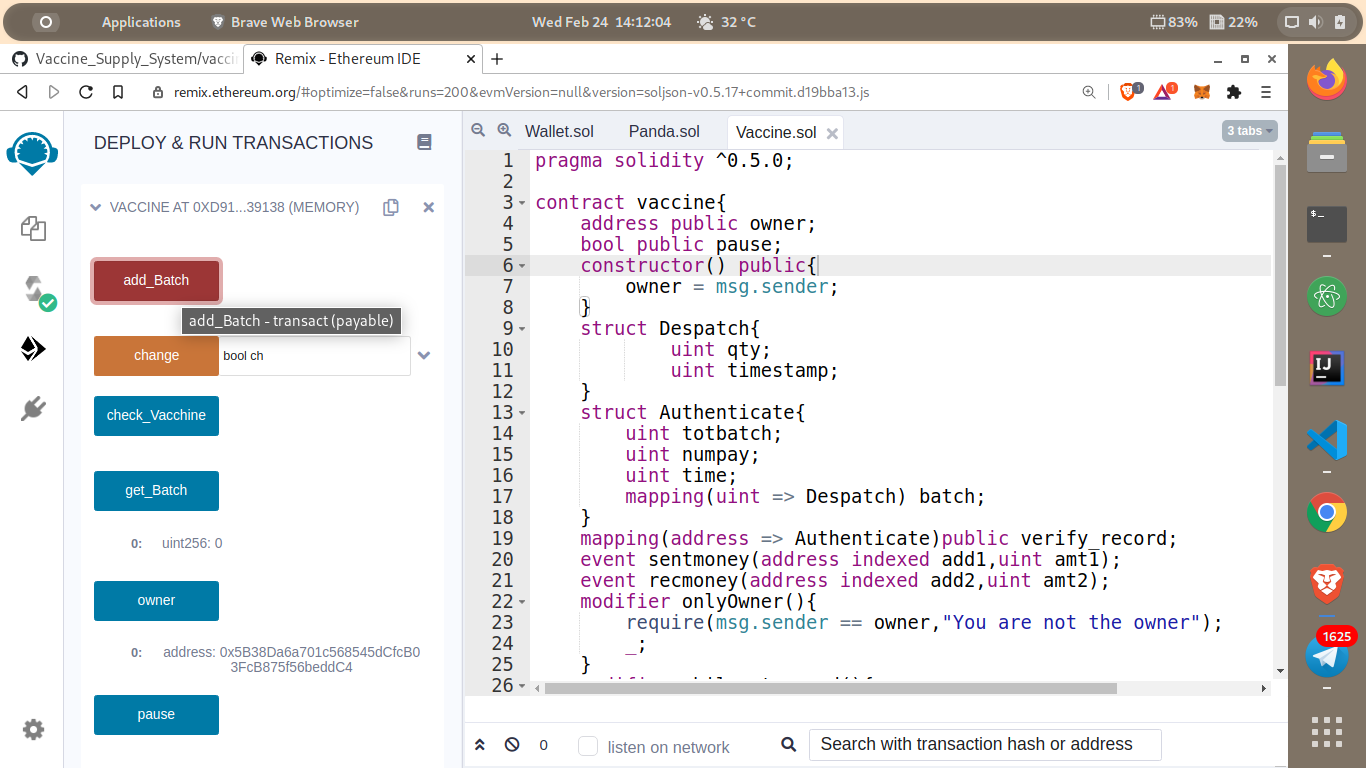 Applications Brave Web Browser Wed Feb 24 14:12:04 32 °C 83% 22%
Vaccine_Supply_System/vacci Remix - Ethereum IDE
remix.ethereum.org/#optimize=false&runs=200&evmVersion=null&version=soljson-v0.5.17+commit.d19bba13.js 1 1
DEPLOY & RUN TRANSACTIONS
VACCINE AT 0XD91...39138 (MEMORY)
add_Batch
add_Batch - transact (payable)
change bool ch
check_Vacchine
get_Batch
0: uint256: 0
owner
0: address: 0x5B38Da6a701c568545dCfcB0
3FcB875f56beddC4
pause
Wallet.sol Panda.sol Vaccine.sol 3 tabs
1 pragma solidity ^0.5.0;
2
3 contract vaccine{
4 address public owner;
5 bool public pause;
6 constructor() public{
7 owner = msg.sender;
8 }
9 struct Despatch{
10 uint qty;
11 uint timestamp;
12 }
13 struct Authenticate{
14 uint totbatch;
15 uint numpay;
16 uint time;
17 mapping(uint => Despatch) batch;
18 }
19 mapping(address => Authenticate)public verify_record;
20 event sentmoney(address indexed add1,uint amt1);
21 event recmoney(address indexed add2,uint amt2);
22 modifier onlyOwner(){
23 require(msg.sender == owner,"You are not the owner");
24 _;
25 }
26
0 listen on network Search with transaction hash or address
$_
IJ
1625